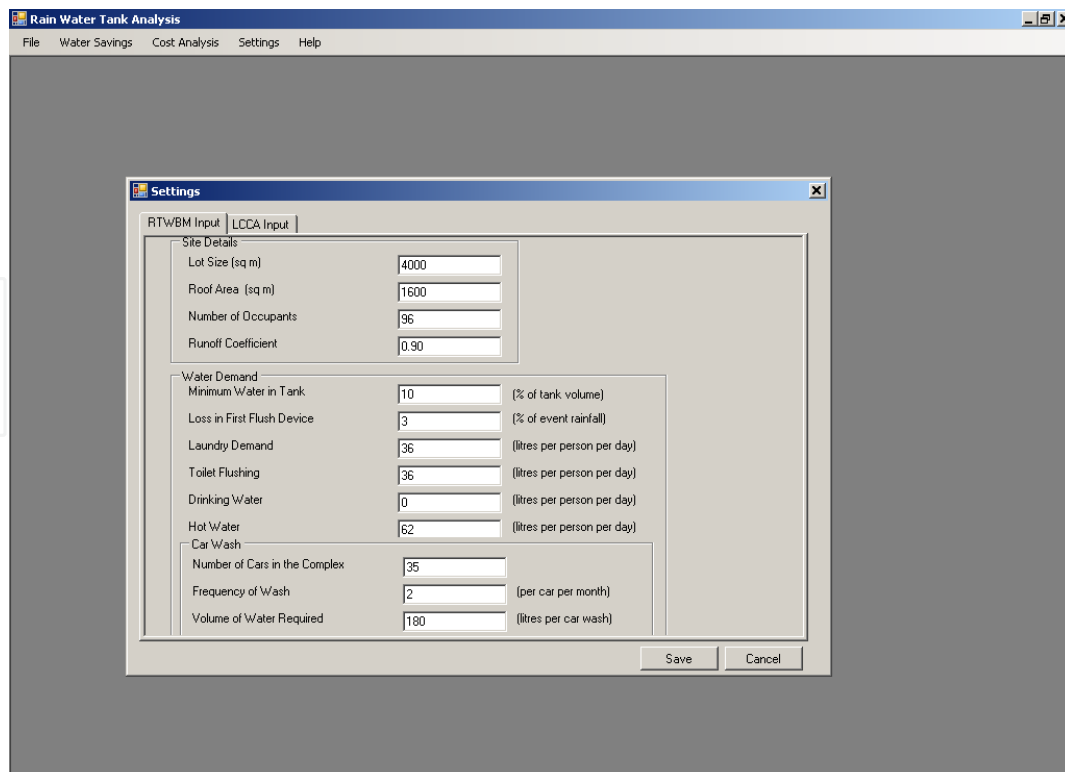 Rain Water Tank Analysis
File Water Savings Cost Analysis Settings Help
Settings
RTWBM Input LCCA Input
Site Details
Lot Size (sq m) 4000
Roof Area (sq m) 1600
Number of Occupants 96
Runoff Coefficient 0.90
Water Demand
Minimum Water in Tank 10 (% of tank volume)
Loss in First Flush Device 3 (% of event rainfall)
Laundry Demand 36 (litres per person per day)
Toilet Flushing 36 (litres per person per day)
Drinking Water 0 (litres per person per day)
Hot Water 62 (litres per person per day)
Car Wash
Number of Cars in the Complex 35
Frequency of Wash 2 (per car per month)
Volume of Water Required 180 (litres per car wash)
Save Cancel